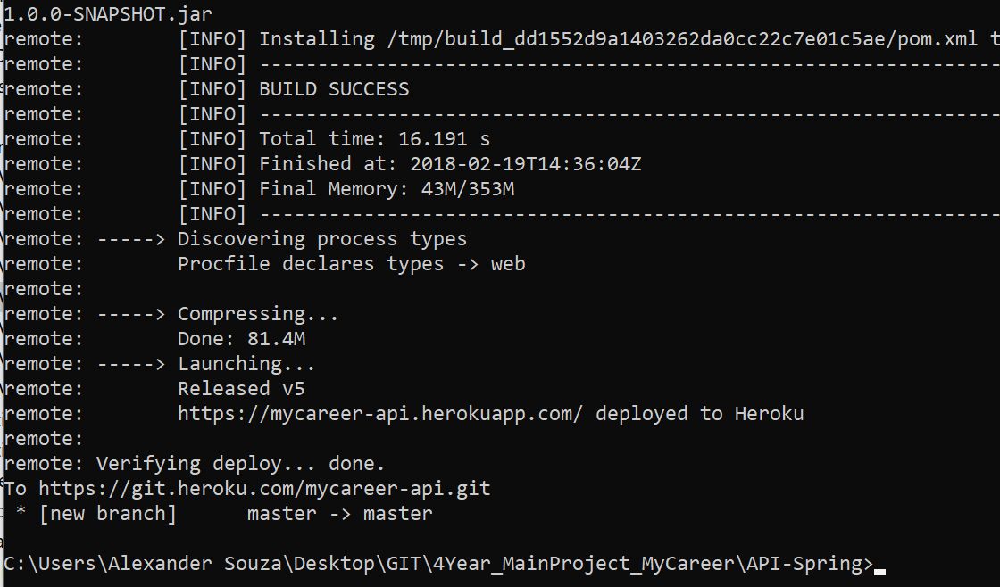 1.0.0-SNAPSHOT.jar
remote:        [INFO] Installing /tmp/build_dd1552d9a1403262da0cc22c7e01c5ae/pom.xml t
remote:        [INFO] ----------------------------------------------------------------
remote:        [INFO] BUILD SUCCESS
remote:        [INFO] ----------------------------------------------------------------
remote:        [INFO] Total time: 16.191 s
remote:        [INFO] Finished at: 2018-02-19T14:36:04Z
remote:        [INFO] Final Memory: 43M/353M
remote:        [INFO] ----------------------------------------------------------------
remote: -----> Discovering process types
remote:        Procfile declares types -> web
remote:
remote: -----> Compressing...
remote:        Done: 81.4M
remote: -----> Launching...
remote:        Released v5
remote:        https://mycareer-api.herokuapp.com/ deployed to Heroku
remote:
remote: Verifying deploy... done.
To https://git.heroku.com/mycareer-api.git
 * [new branch]      master -> master
C:\Users\Alexander Souza\Desktop\GIT\4Year_MainProject_MyCareer\API-Spring>